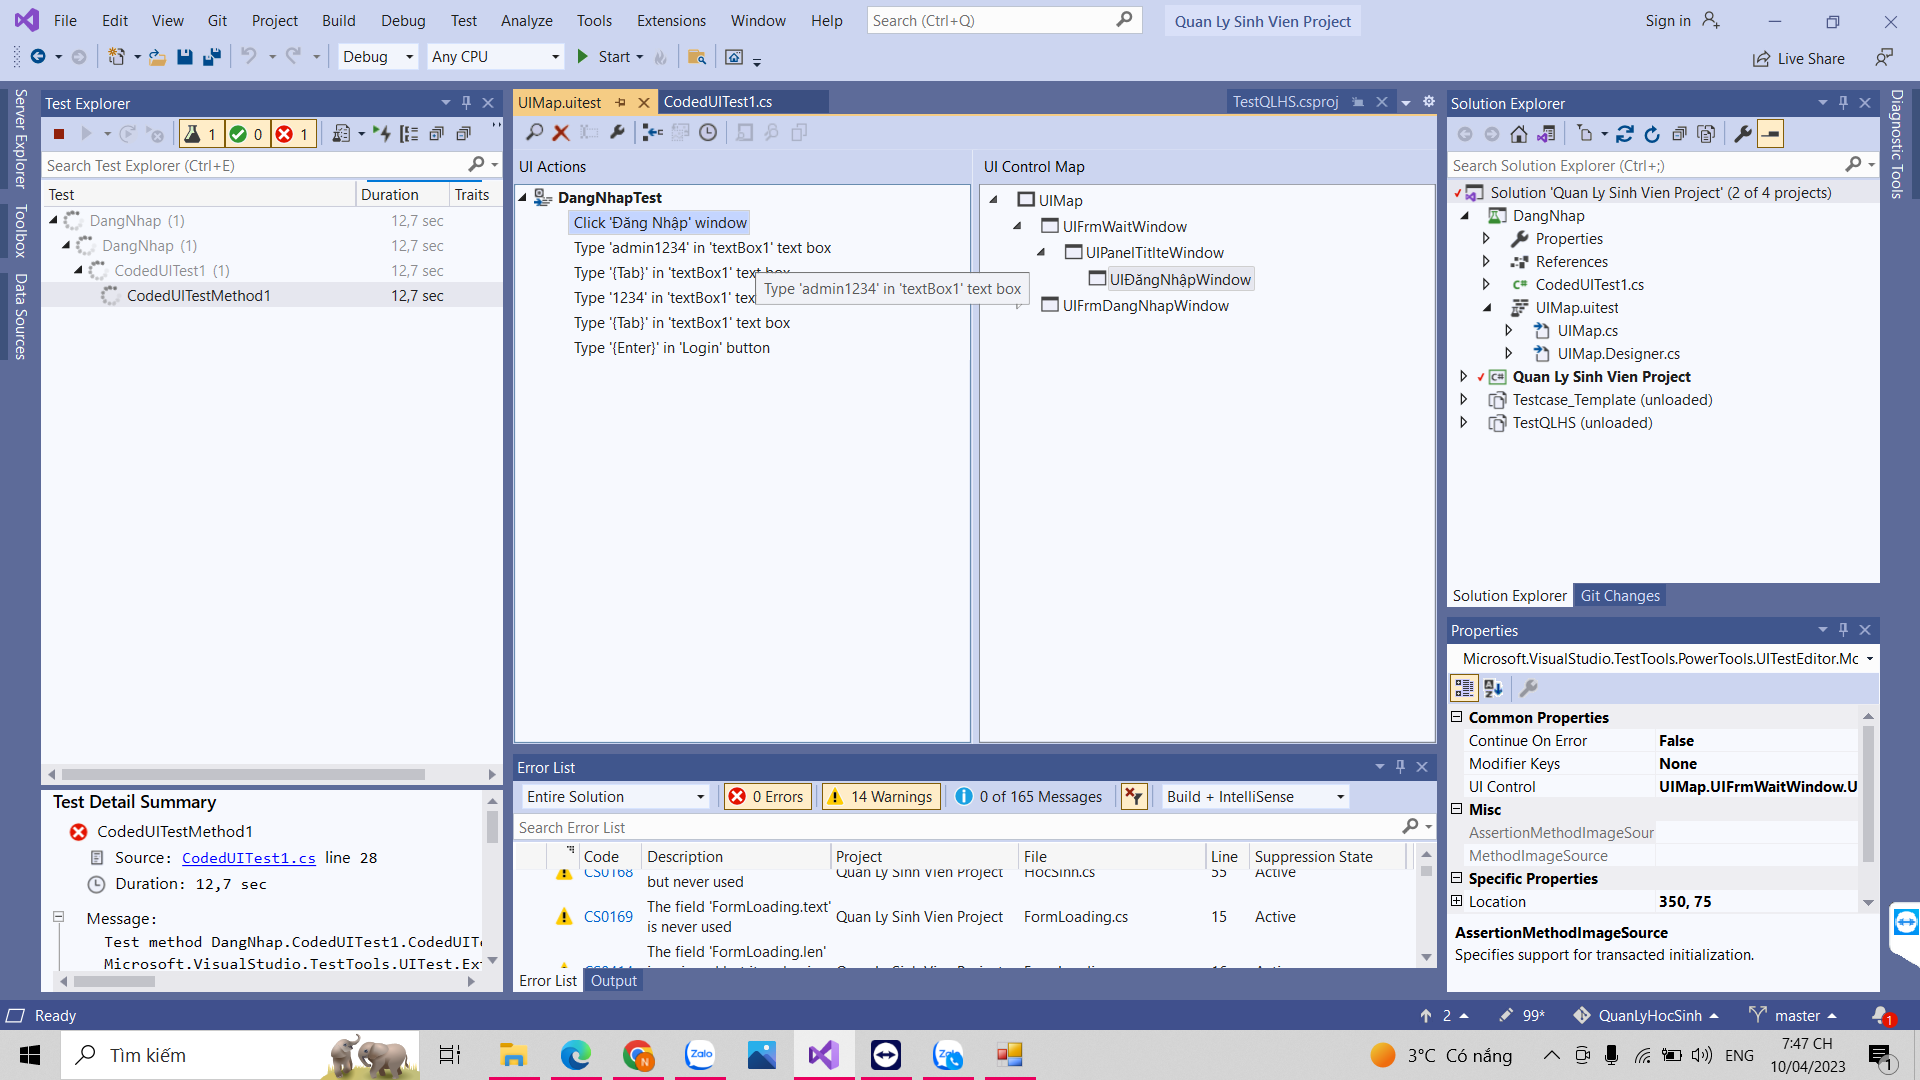 File Edit View Git Project Build Debug Test Analyze Tools Extensions Window Help Search (Ctrl+Q) Quan Ly Sinh Vien Project Sign in
Debug Any CPU Start Live Share
Server Explorer
Toolbox
Data Sources
Test Explorer
1 0 1
Search Test Explorer (Ctrl+E)
Test Duration Traits
DangNhap (1) 12,7 sec
DangNhap (1) 12,7 sec
CodedUITest1 (1) 12,7 sec
CodedUITestMethod1 12,7 sec
Test Detail Summary
CodedUITestMethod1
Source: CodedUITest1.cs line 28
Duration: 12,7 sec
Message:
Test method DangNhap.CodedUITest1.CodedUITe
Microsoft.VisualStudio.TestTools.UITest.Ext
UIMap.uitest CodedUITest1.cs TestQLHS.csproj
UI Actions
DangNhapTest
Click 'Đăng Nhập' window
Type 'admin1234' in 'textBox1' text box
Type '{Tab}' in 'textBox1' text box
Type '1234' in 'textBox1' te
Type 'admin1234' in 'textBox1' text box
Type '{Tab}' in 'textBox1' text box
Type '{Enter}' in 'Login' button
UI Control Map
UIMap
UIFrmWaitWindow
UIPanelTitlteWindow
UIĐăngNhậpWindow
UIFrmDangNhapWindow
Error List
Entire Solution 0 Errors 14 Warnings 0 of 165 Messages Build + IntelliSense
Search Error List
Code Description Project File Line Suppression State
CS0168 but never used Quan Ly Sinh Vien Project HocSinh.cs 55 Active
CS0169 The field 'FormLoading.text' is never used Quan Ly Sinh Vien Project FormLoading.cs 15 Active
The field 'FormLoading.len'
Error List Output
Solution Explorer
Search Solution Explorer (Ctrl+;)
Solution 'Quan Ly Sinh Vien Project' (2 of 4 projects)
DangNhap
Properties
References
CodedUITest1.cs
UIMap.uitest
UIMap.cs
UIMap.Designer.cs
Quan Ly Sinh Vien Project
Testcase_Template (unloaded)
TestQLHS (unloaded)
Solution Explorer Git Changes
Properties
Microsoft.VisualStudio.TestTools.PowerTools.UITestEditor.Mc
Common Properties
Continue On Error False
Modifier Keys None
UI Control UIMap.UIFrmWaitWindow.U
Misc
AssertionMethodImageSour
MethodImageSource
Specific Properties
Location 350, 75
AssertionMethodImageSource
Specifies support for transacted initialization.
Diagnostic Tools
Ready 2 99* QuanLyHocSinh master 1
Tìm kiếm Zalo 3°C Có nắng ENG 7:47 CH
10/04/2023 1